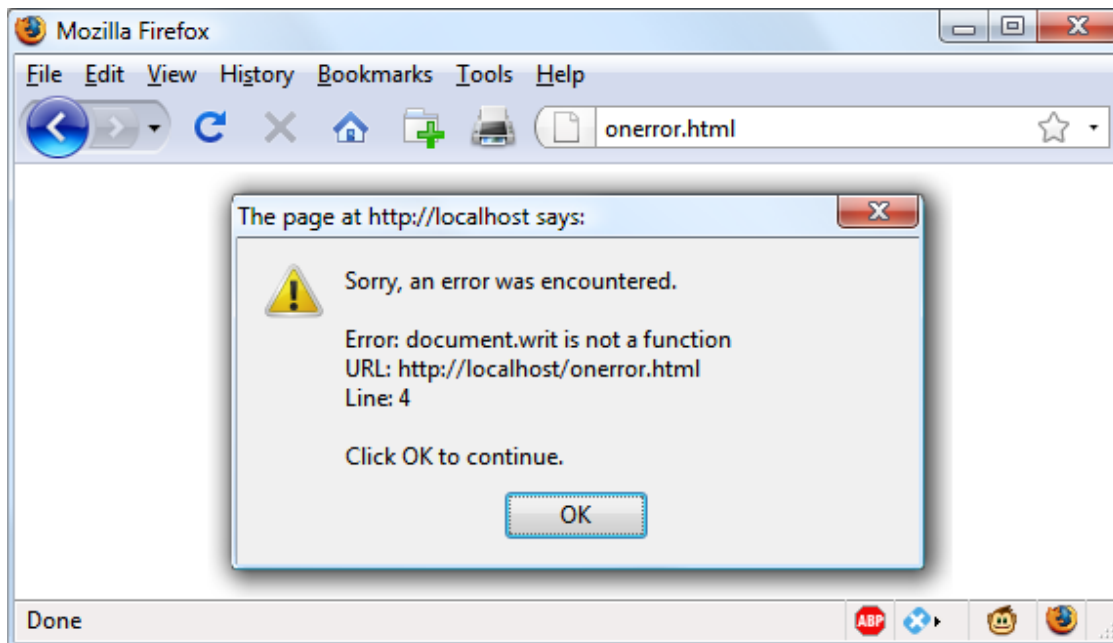 Mozilla Firefox
File Edit View History Bookmarks Tools Help
onerror.html
The page at http://localhost says:
Sorry, an error was encountered.
Error: document.writ is not a function
URL: http://localhost/onerror.html
Line: 4
Click OK to continue.
OK
Done
ABP